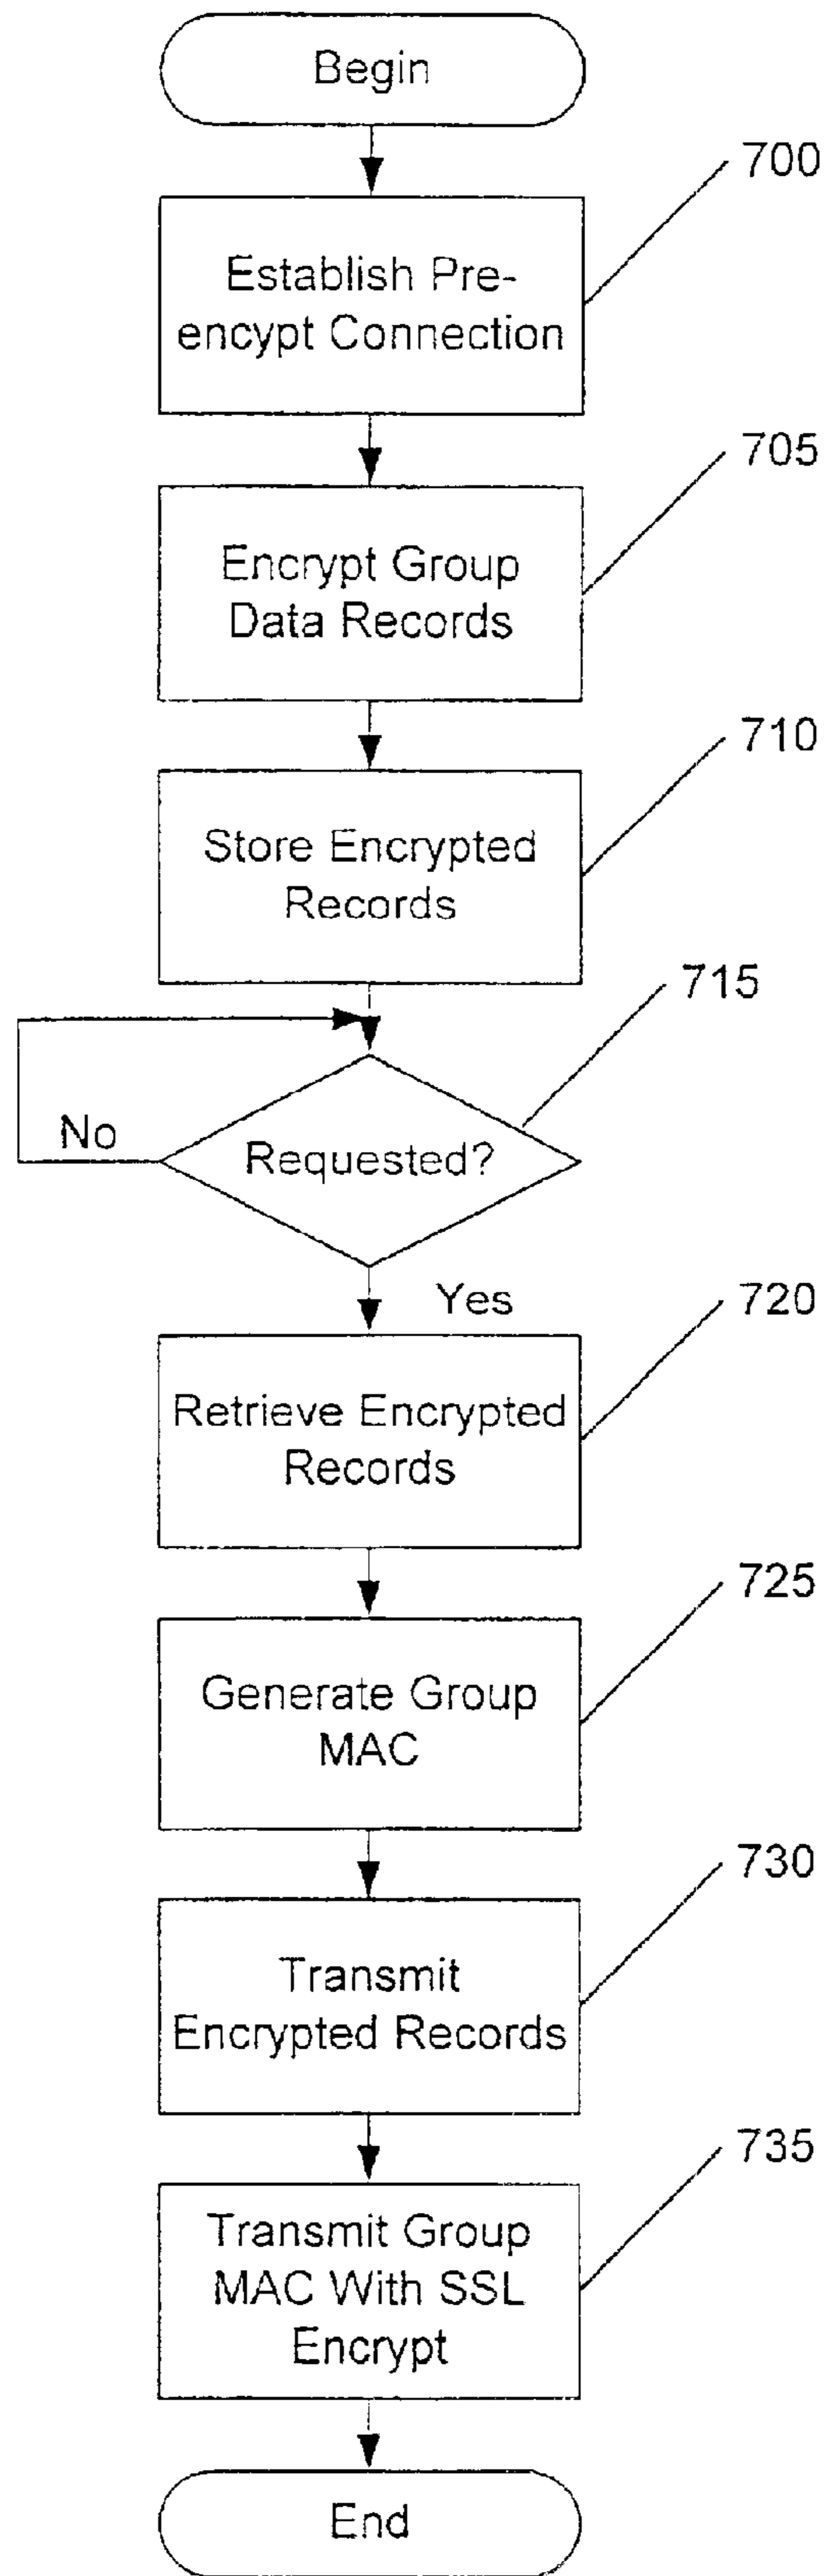 Begin
700
Establish Pre-
encypt Connection
705
Encrypt Group
Data Records
710
Store Encrypted
Records
715
No
Requested?
Yes
720
Retrieve Encrypted
Records
725
Generate Group
MAC
730
Transmit
Encrypted Records
735
Transmit Group
MAC With SSL
Encrypt
End